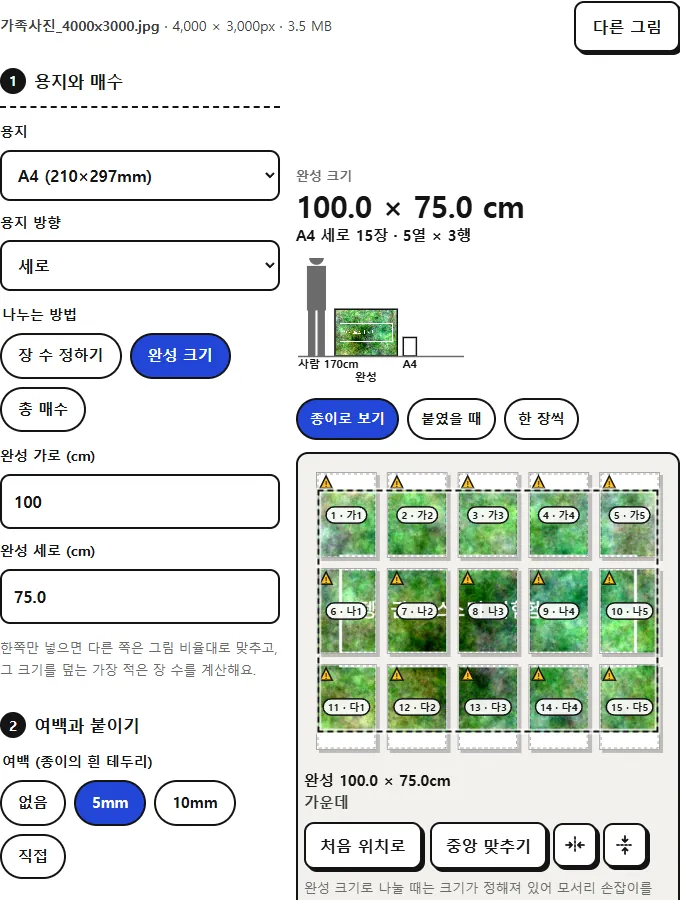 가족사진_4000x3000.jpg · 4,000 × 3,000px · 3.5 MB
다른 그림
1 용지와 매수
용지
A4 (210×297mm)
용지 방향
세로
나누는 방법
장 수 정하기
완성 크기
총 매수
완성 가로 (cm)
100
완성 세로 (cm)
75.0
한쪽만 넣으면 다른 쪽은 그림 비율대로 맞추고,
그 크기를 덮는 가장 적은 장 수를 계산해요.
2 여백과 붙이기
여백 (종이의 흰 테두리)
없음
5mm
10mm
직접
완성 크기
100.0 × 75.0 cm
A4 세로 15장 · 5열 × 3행
사람 170cm
완성
A4
종이로 보기
붙였을 때
한 장씩
1 · 가1
2 · 가2
3 · 가3
4 · 가4
5 · 가5
6 · 나1
7 · 나2
8 · 나3
9 · 나4
10 · 나5
11 · 다1
12 · 다2
13 · 다3
14 · 다4
15 · 다5
완성 100.0 × 75.0cm
가운데
처음 위치로
중앙 맞추기
완성 크기로 나눌 때는 크기가 정해져 있어 모서리 손잡이를